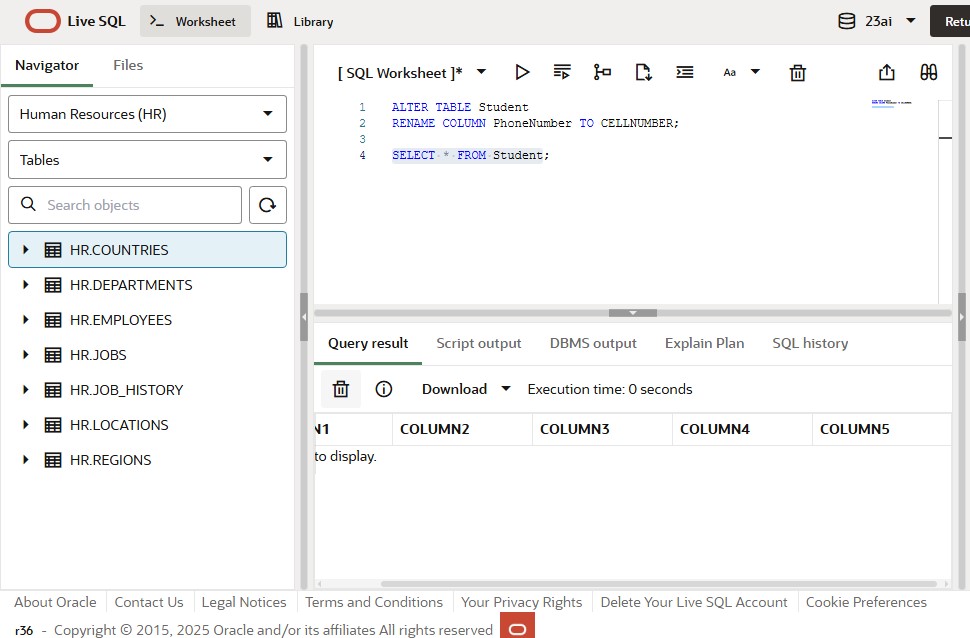 Live SQL Worksheet Library 23ai Retu
Navigator Files
Human Resources (HR)
Tables
Search objects
HR.COUNTRIES
HR.DEPARTMENTS
HR.EMPLOYEES
HR.JOBS
HR.JOB_HISTORY
HR.LOCATIONS
HR.REGIONS
[ SQL Worksheet ]* Aa
1 ALTER TABLE Student
2 RENAME COLUMN PhoneNumber TO CELLNUMBER;
3
4 SELECT * FROM Student;
Query result Script output DBMS output Explain Plan SQL history
Download Execution time: 0 seconds
N1 COLUMN2 COLUMN3 COLUMN4 COLUMN5
to display.
About Oracle Contact Us Legal Notices Terms and Conditions Your Privacy Rights Delete Your Live SQL Account Cookie Preferences
r36 - Copyright © 2015, 2025 Oracle and/or its affiliates All rights reserved